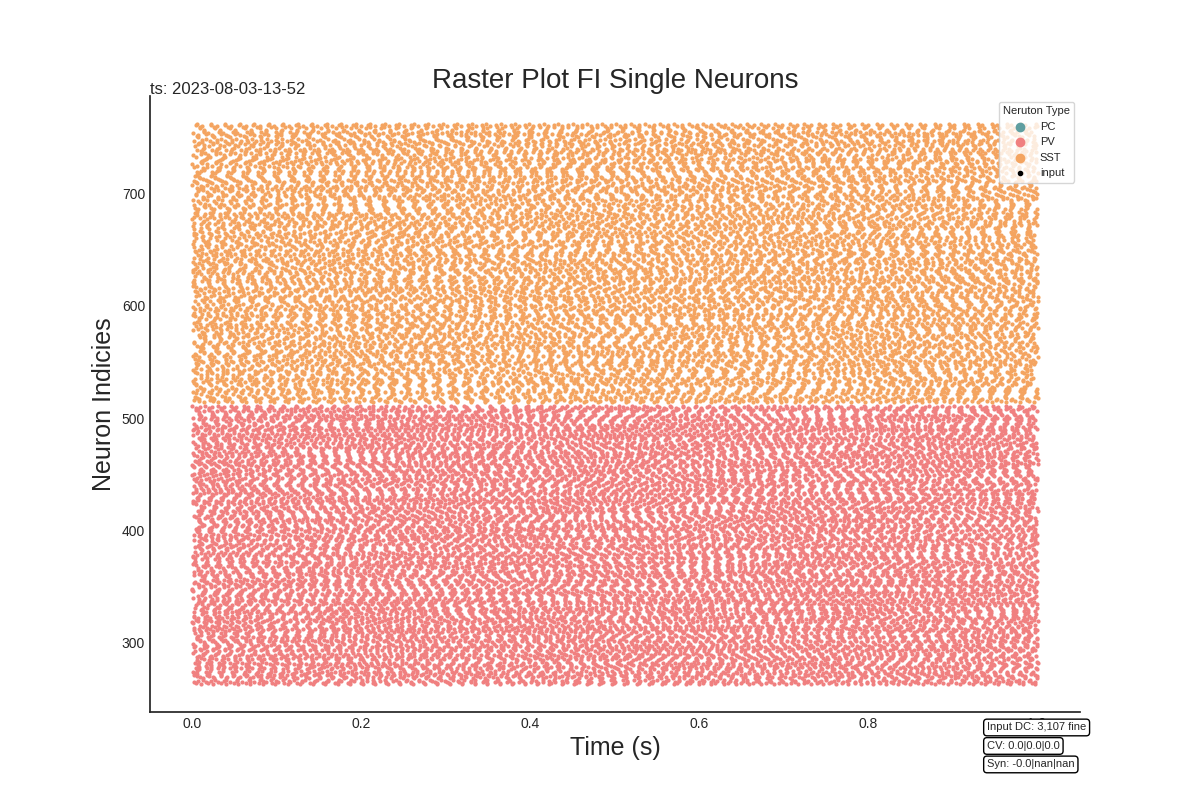 Raster Plot FI Single Neurons
ts: 2023-08-03-13-52
Neruton Type
PC
PV
SST
input
Neuron Indicies
700
600
500
400
300
0.0
0.2
0.4
0.6
0.8
Time (s)
Input DC: 3,107 fine
CV: 0.0|0.0|0.0
Syn: -0.0|nan|nan